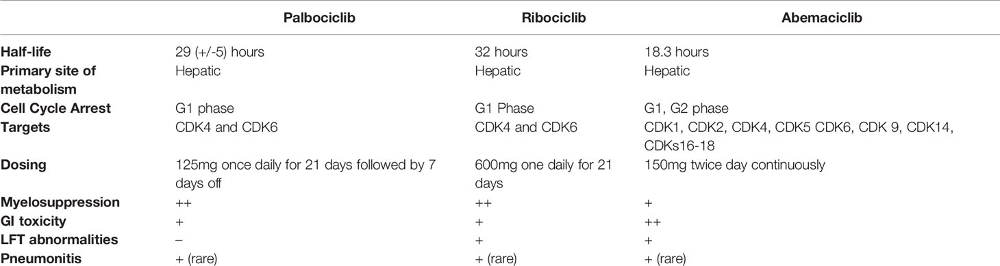 Palbociclib Ribociclib Abemaciclib
Half-life 29 (+/-5) hours 32 hours 18.3 hours
Primary site of Hepatic Hepatic Hepatic
metabolism
Cell Cycle Arrest G1 phase G1 Phase G1, G2 phase
Targets CDK4 and CDK6 CDK4 and CDK6 CDK1, CDK2, CDK4, CDK5 CDK6, CDK 9, CDK14,
CDKs16-18
Dosing 125mg once daily for 21 days followed by 7 600mg one daily for 21 150mg twice day continuously
days off days
Myelosuppression ++ ++ +
GI toxicity + + ++
LFT abnormalities – + +
Pneumonitis + (rare) + (rare) + (rare)